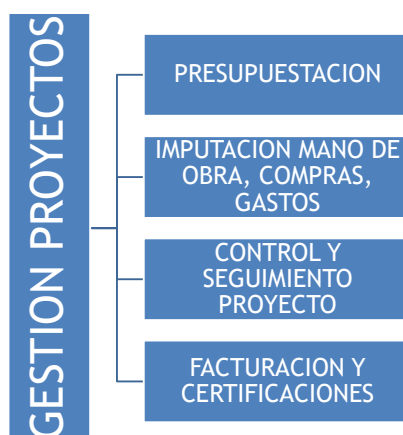 GESTION PROYECTOS
PRESUPUESTACION
IMPUTACION MANO DE
OBRA, COMPRAS,
GASTOS
CONTROL Y
SEGUIMIENTO
PROYECTO
FACTURACION Y
CERTIFICACIONES